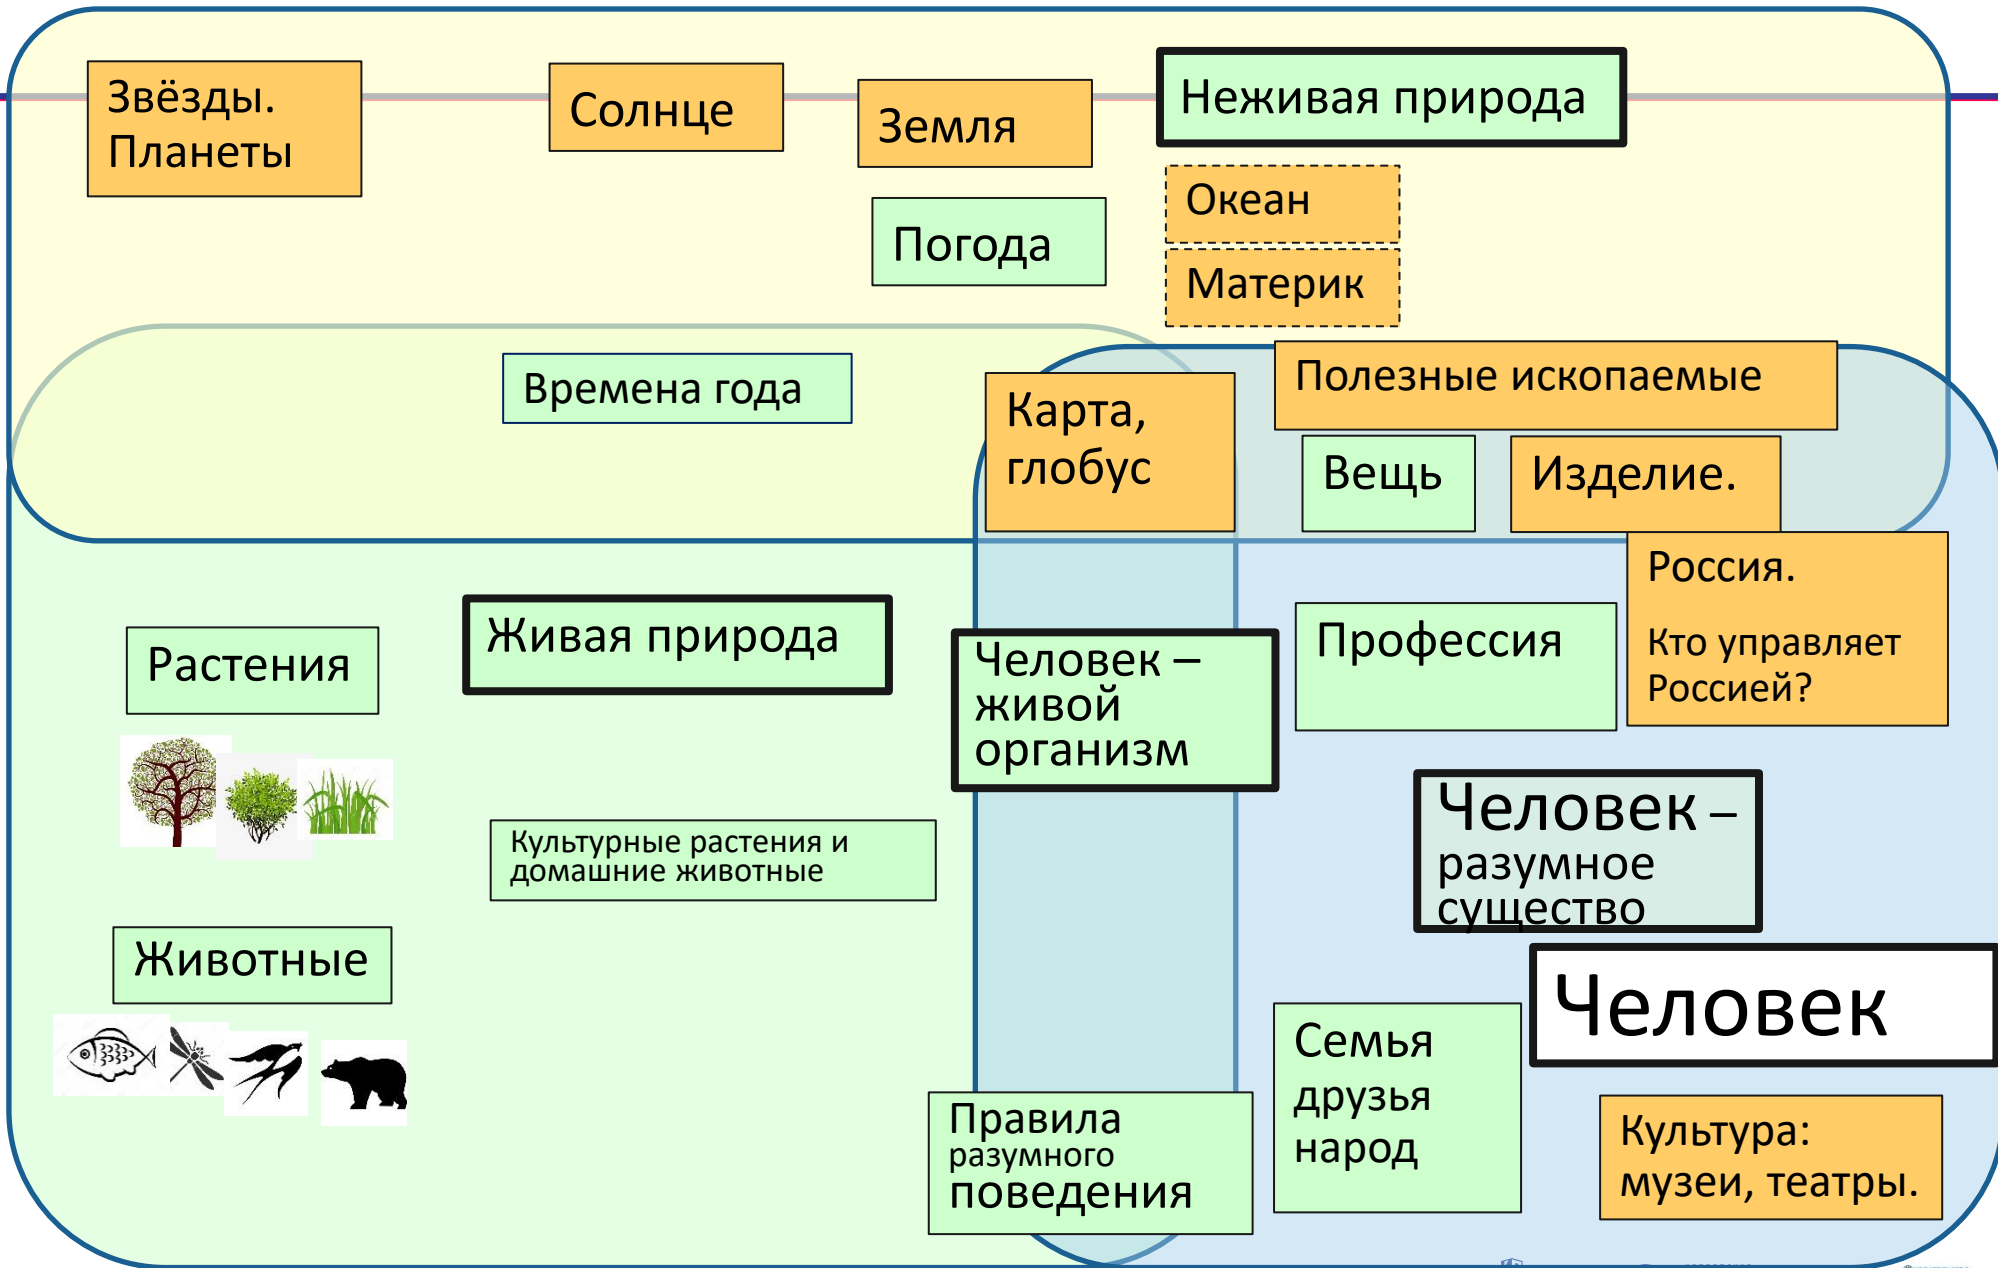 Звёзды.
Планеты
Солнце
Земля
Неживая природа
Океан
Погода
Материк
Времена года
Карта,
глобус
Полезные ископаемые
Вещь
Изделие.
Россия.
Кто управляет
Россией?
Живая природа
Растения
Человек –
живой
организм
Профессия
Человек –
разумное
существо
Культурные растения и
домашние животные
Животные
Человек
Семья
друзья
народ
Правила
разумного
поведения
Культура:
музеи, театры.